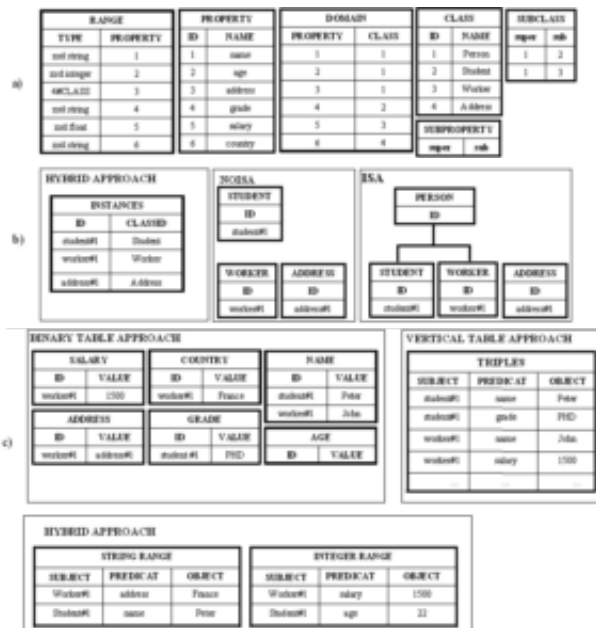 RANGE PROPERTY DOMAIN CLASS SUBCLASS
TYPE PROPERTY ID NAME PROPERTY CLASS ID NAME super sub
xsd:string 1 1 name 1 1 1 Person 1 2
xsd:integer 2 2 age 2 1 2 Student 1 3
3 3 address 3 1 3 Worker
xsd:string 4 4 grade 4 2 4 Address
xsd:float 5 5 salary 5 3
xsd:string 6 6 country 6 4
SUBPROPERTY
super sub
a)
HYBRID APPROACH NOISA ISA
INSTANCES
ID CLASSID
student#1 Student
worker#1 Worker
address#1 Address
STUDENT
ID
student#1
WORKER ADDRESS
ID ID
worker#1 address#1
PERSON
ID
STUDENT WORKER ADDRESS
ID ID ID
student#1 worker#1 address#1
b)
BINARY TABLE APPROACH
SALARY COUNTRY NAME
ID VALUE ID VALUE ID VALUE
worker#1 1500 worker#1 France student#1 Peter
worker#1 John
ADDRESS GRADE AGE
ID VALUE ID VALUE ID VALUE
worker#1 address#1 student #1 PHD
VERTICAL TABLE APPROACH
TRIPLES
SUBJECT PREDICAT OBJECT
student#1 name Peter
student#1 grade PHD
worker#1 name John
worker#1 salary 1500
... ... ...
c)
HYBRID APPROACH
STRING RANGE INTEGER RANGE
SUBJECT PREDICAT OBJECT SUBJECT PREDICAT OBJECT
Worker#1 address France Worker#1 salary 1500
Student#1 name Peter Student#1 age 22